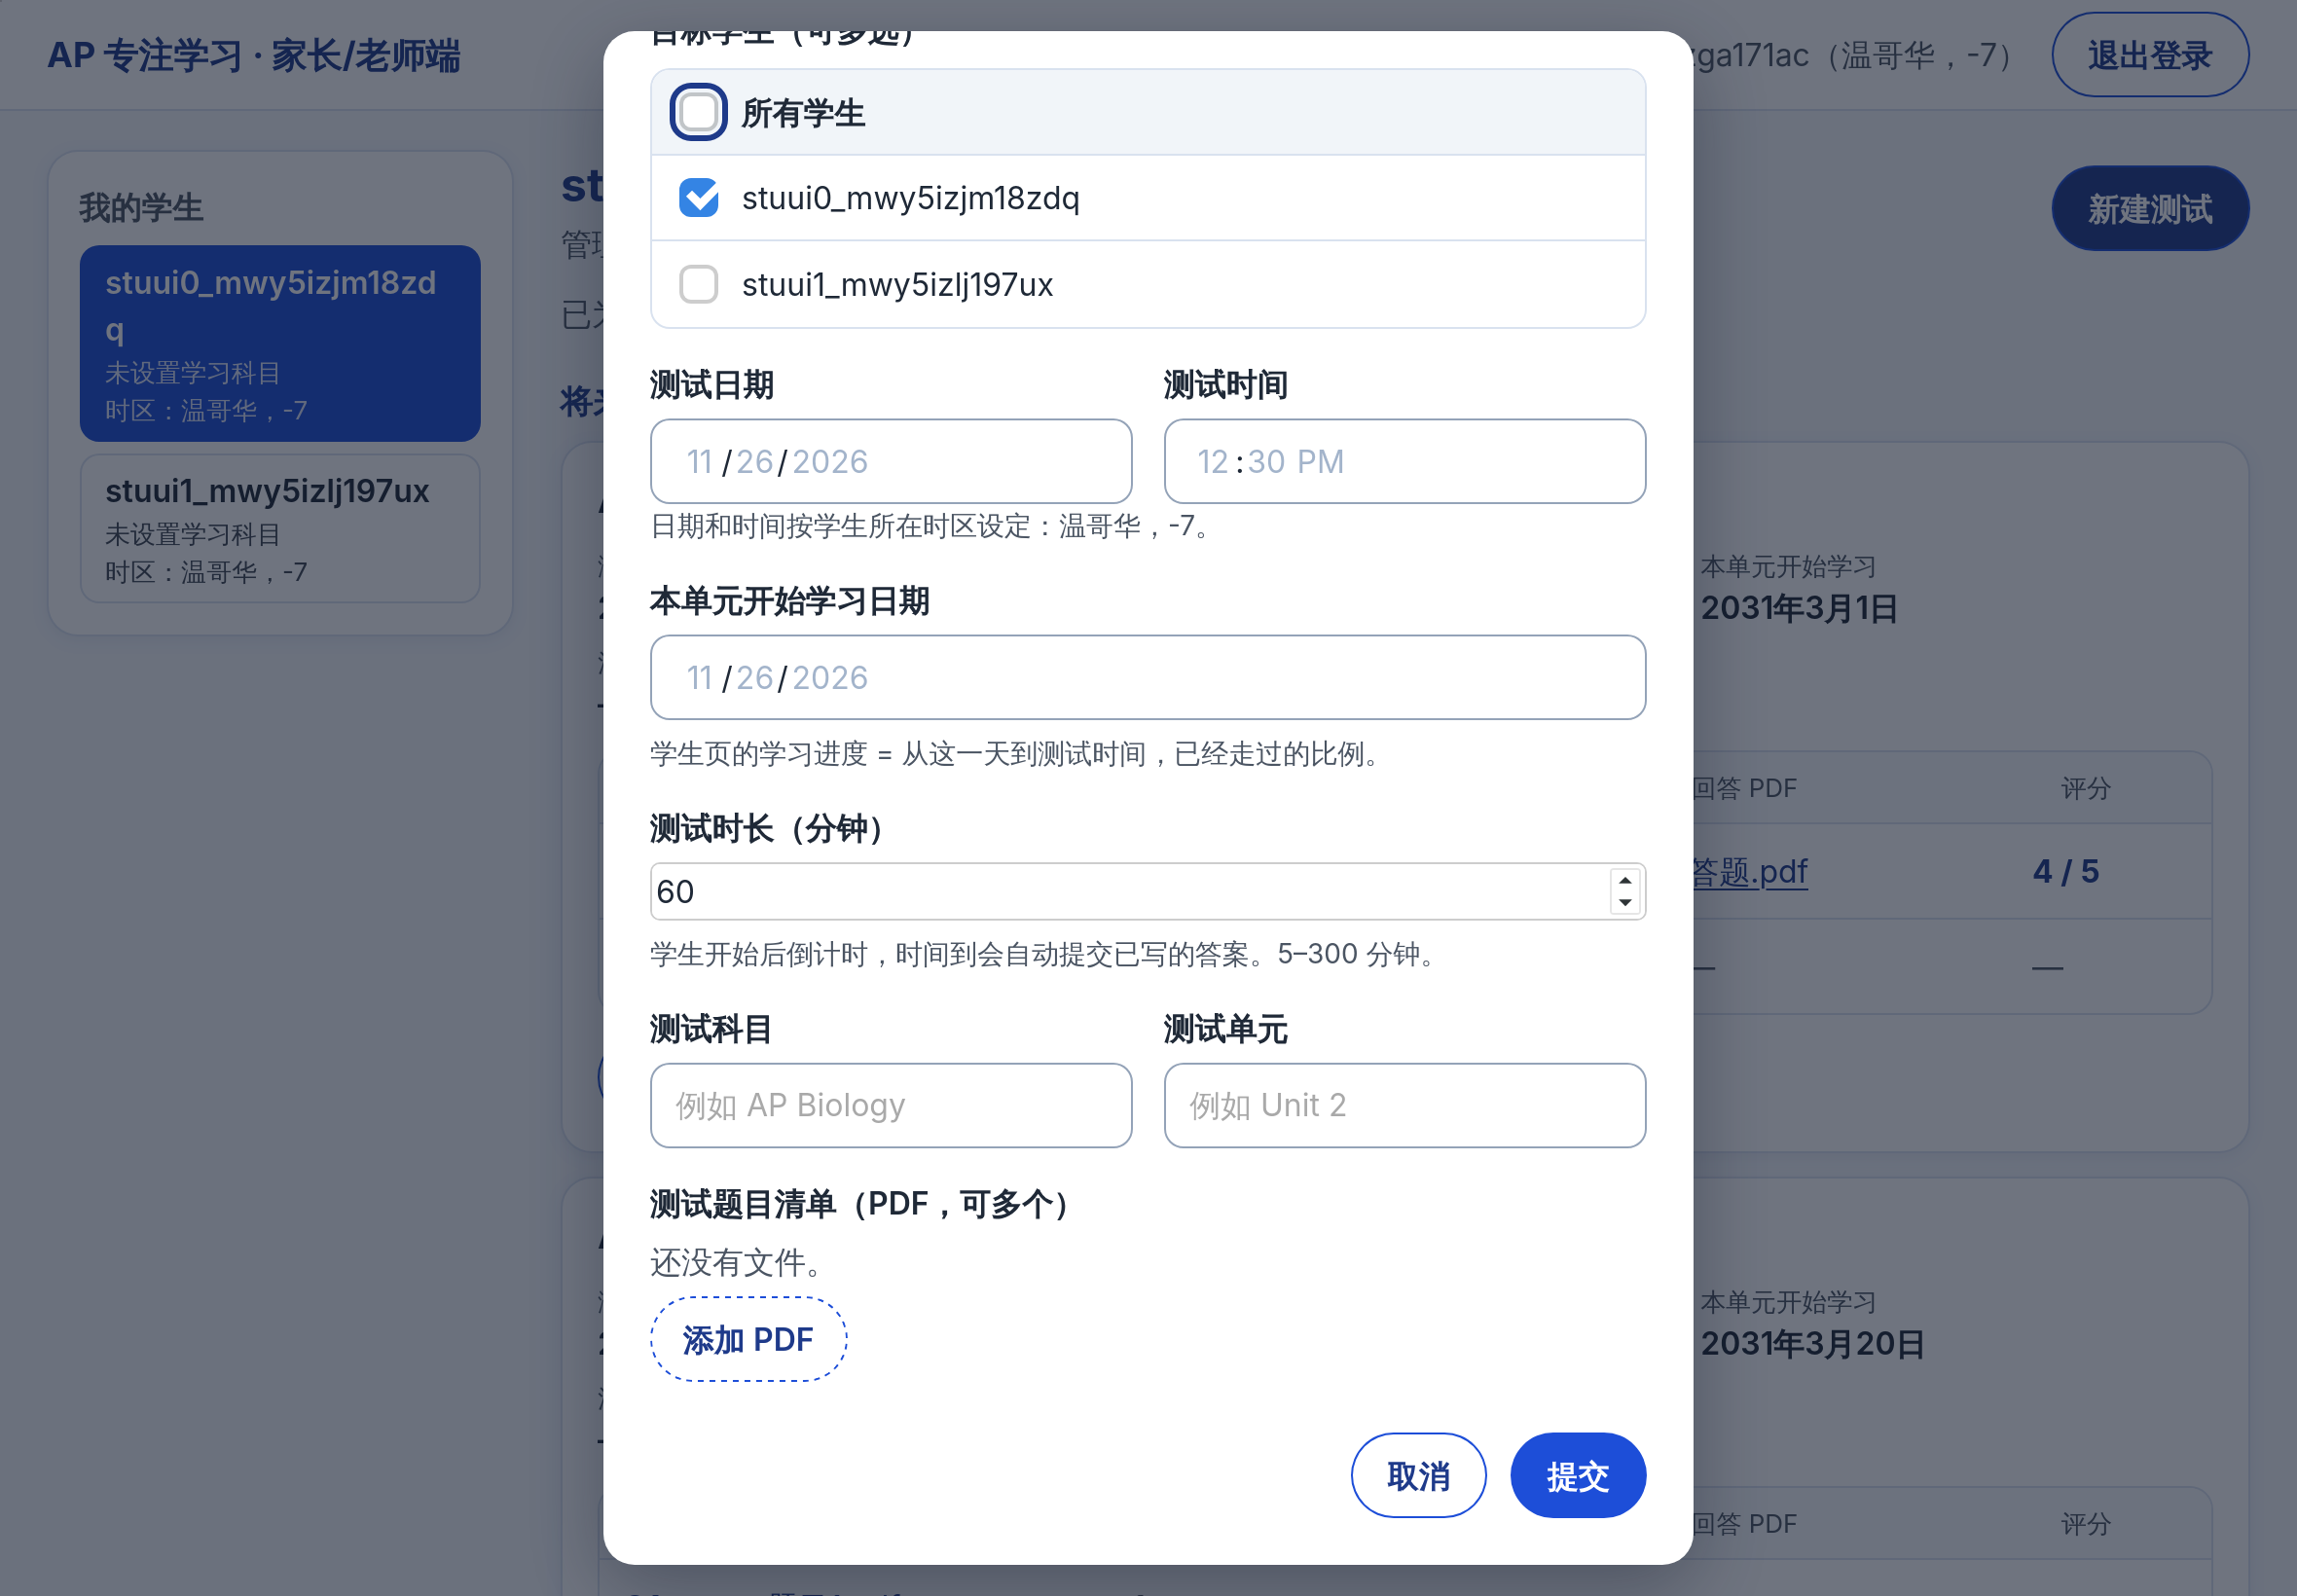 AP 专注学习 · 家长/老师端
ga171ac（温哥华，-7）
退出登录
我的学生
stuui0_mwy5izjm18zd
q
未设置学习科目
时区：温哥华，-7
stuui1_mwy5izlj197ux
未设置学习科目
时区：温哥华，-7
st
新建测试
目标学生（可多选）
所有学生
stuui0_mwy5izjm18zdq
stuui1_mwy5izlj197ux
测试日期
测试时间
11 / 26 / 2026
12 : 30 PM
日期和时间按学生所在时区设定：温哥华，-7。
本单元开始学习日期
11 / 26 / 2026
学生页的学习进度 = 从这一天到测试时间，已经走过的比例。
测试时长（分钟）
60
学生开始后倒计时，时间到会自动提交已写的答案。5–300 分钟。
测试科目
测试单元
例如 AP Biology
例如 Unit 2
测试题目清单（PDF，可多个）
还没有文件。
添加 PDF
取消
提交
本单元开始学习
2031年3月1日
回答 PDF
评分
答题.pdf
4 / 5
—
—
本单元开始学习
2031年3月20日
回答 PDF
评分